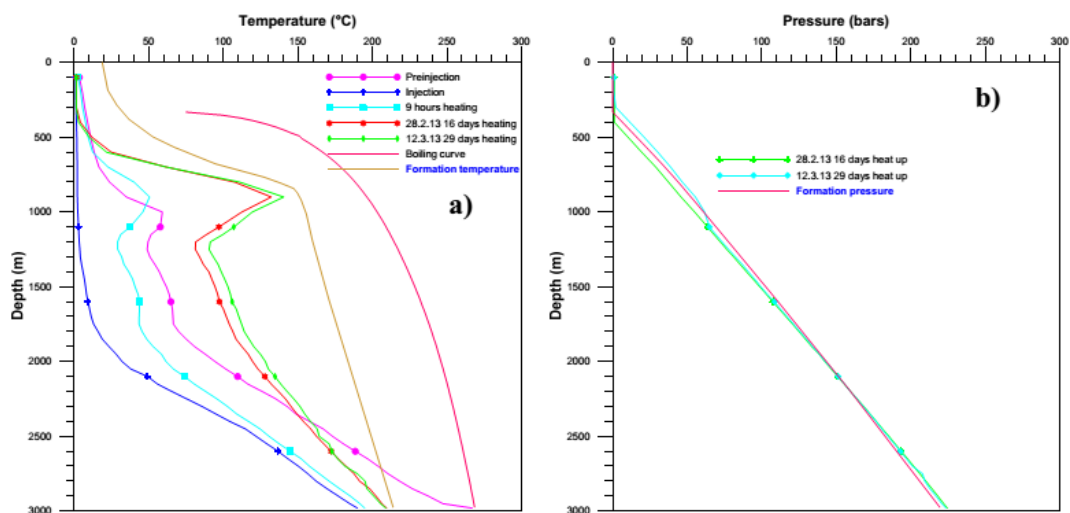 Temperature (ºC)
0 50 100 150 200 250 300
Depth (m)
0
500
1000
1500
2000
2500
3000
Preinjection
Injection
9 hours heating
28.2.13 16 days heating
12.3.13 29 days heating
Boiling curve
Formation temperature
a)
Pressure (bars)
0 50 100 150 200 250 300
Depth (m)
0
500
1000
1500
2000
2500
3000
b)
28.2.13 16 days heat up
12.3.13 29 days heat up
Formation pressure